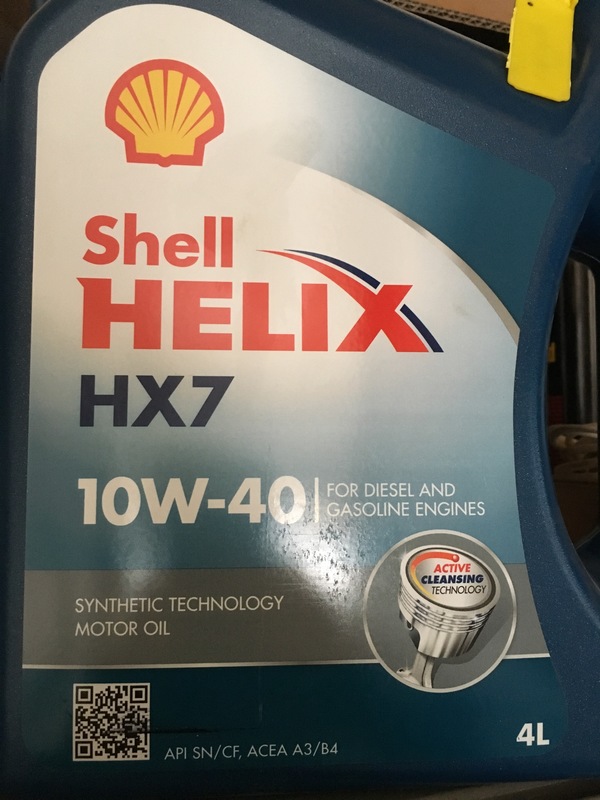 Shell
HELIX
HX7
10W-40
FOR DIESEL AND
GASOLINE ENGINES
ACTIVE
CLEANSING
TECHNOLOGY
SYNTHETIC TECHNOLOGY
MOTOR OIL
API SN/CF, ACEA A3/B4
4L